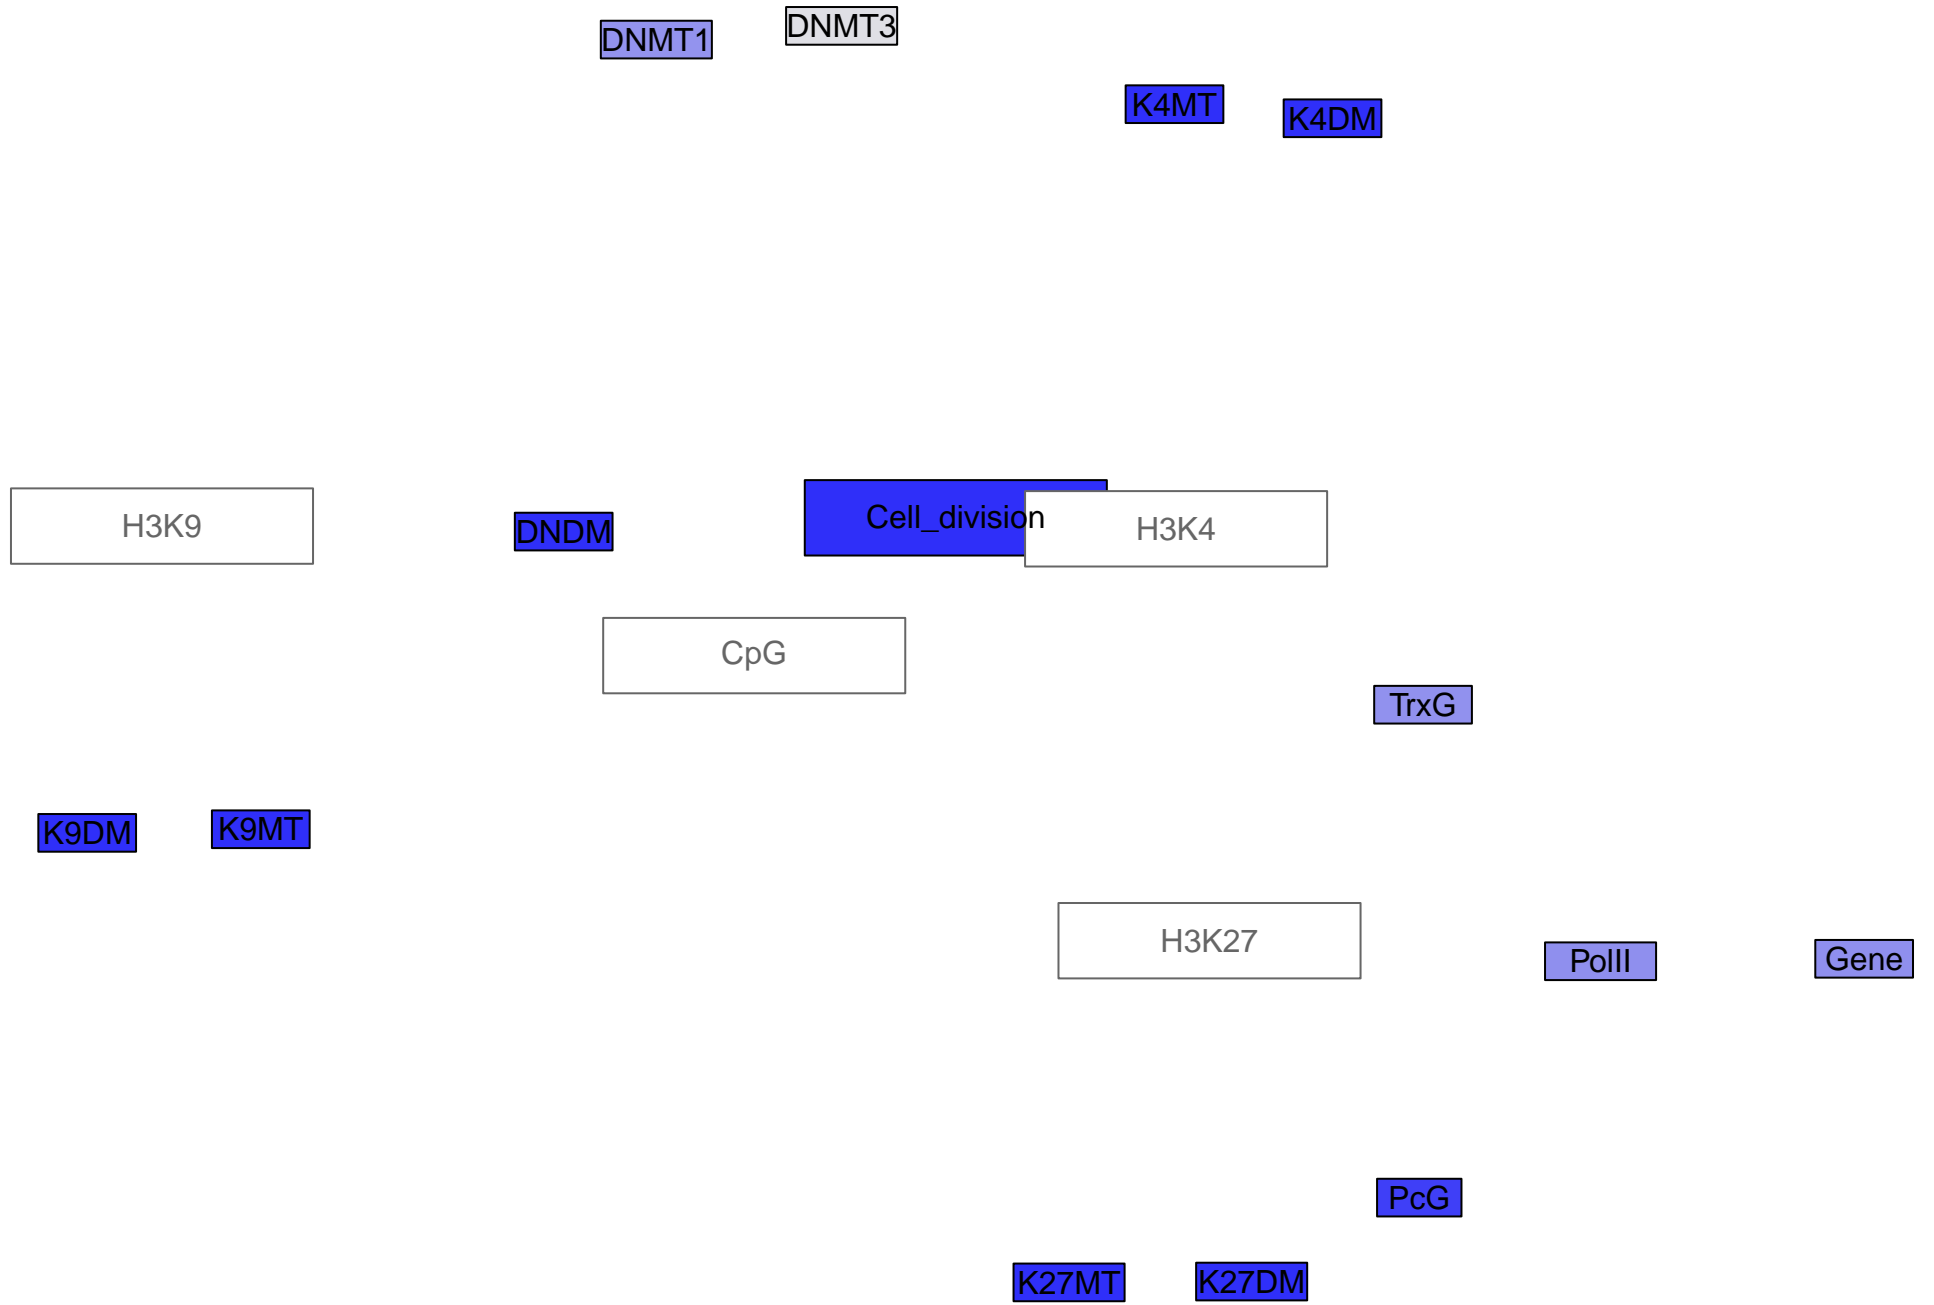 DNMT1
DNMT3
K4MT
K4DM
H3K9
DNDM
Cell_division
H3K4
CpG
TrxG
K9DM
K9MT
H3K27
PolII
Gene
PcG
K27MT
K27DM